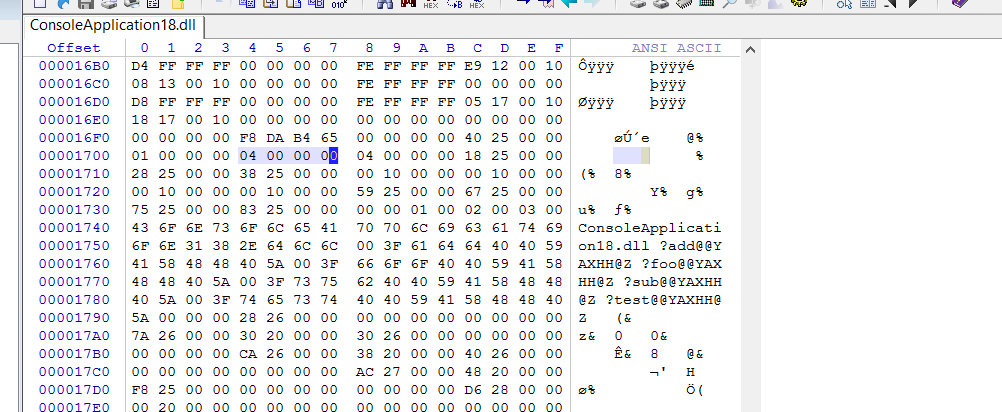 010¹
HEX B HEX
ConsoleApplication18.dll
Offset 0 1 2 3 4 5 6 7 8 9 A B C D E F ANSI ASCII
000016B0 D4 FF FF FF 00 00 00 00 FE FF FF FF E9 12 00 10 Ôÿÿÿ þÿÿÿé
000016C0 08 13 00 10 00 00 00 00 FE FF FF FF 00 00 00 00 þÿÿÿ
000016D0 D8 FF FF FF 00 00 00 00 FE FF FF FF 05 17 00 10 Øÿÿÿ þÿÿÿ
000016E0 18 17 00 10 00 00 00 00 00 00 00 00 00 00 00 00
000016F0 00 00 00 00 F8 DA B4 65 00 00 00 00 40 25 00 00 øÚ´e @%
00001700 01 00 00 00 04 00 00 00 04 00 00 00 18 25 00 00 %
00001710 28 25 00 00 38 25 00 00 00 10 00 00 00 10 00 00 (% 8%
00001720 00 10 00 00 00 10 00 00 59 25 00 00 67 25 00 00 Y% g%
00001730 75 25 00 00 83 25 00 00 00 00 01 00 02 00 03 00 u% ƒ%
00001740 43 6F 6E 73 6F 6C 65 41 70 70 6C 69 63 61 74 69 ConsoleApplicati
00001750 6F 6E 31 38 2E 64 6C 6C 00 3F 61 64 64 40 40 59 on18.dll ?add@@Y
00001760 41 58 48 48 40 5A 00 3F 66 6F 6F 40 40 59 41 58 AXHH@Z ?foo@@YAX
00001770 48 48 40 5A 00 3F 73 75 62 40 40 59 41 58 48 48 HH@Z ?sub@@YAXHH
00001780 40 5A 00 3F 74 65 73 74 40 40 59 41 58 48 48 40 @Z ?test@@YAXHH@
00001790 5A 00 00 00 28 26 00 00 00 00 00 00 00 00 00 00 Z (&
000017A0 7A 26 00 00 30 20 00 00 30 26 00 00 00 00 00 00 z& 0 0&
000017B0 00 00 00 00 CA 26 00 00 38 20 00 00 40 26 00 00 Ê& 8 @&
000017C0 00 00 00 00 00 00 00 00 AC 27 00 00 48 20 00 00 ¬' H
000017D0 F8 25 00 00 00 00 00 00 00 00 00 00 D6 28 00 00 ø% Ö(
000017E0 00 20 00 00 00 00 00 00 00 00 00 00 00 00 00 00